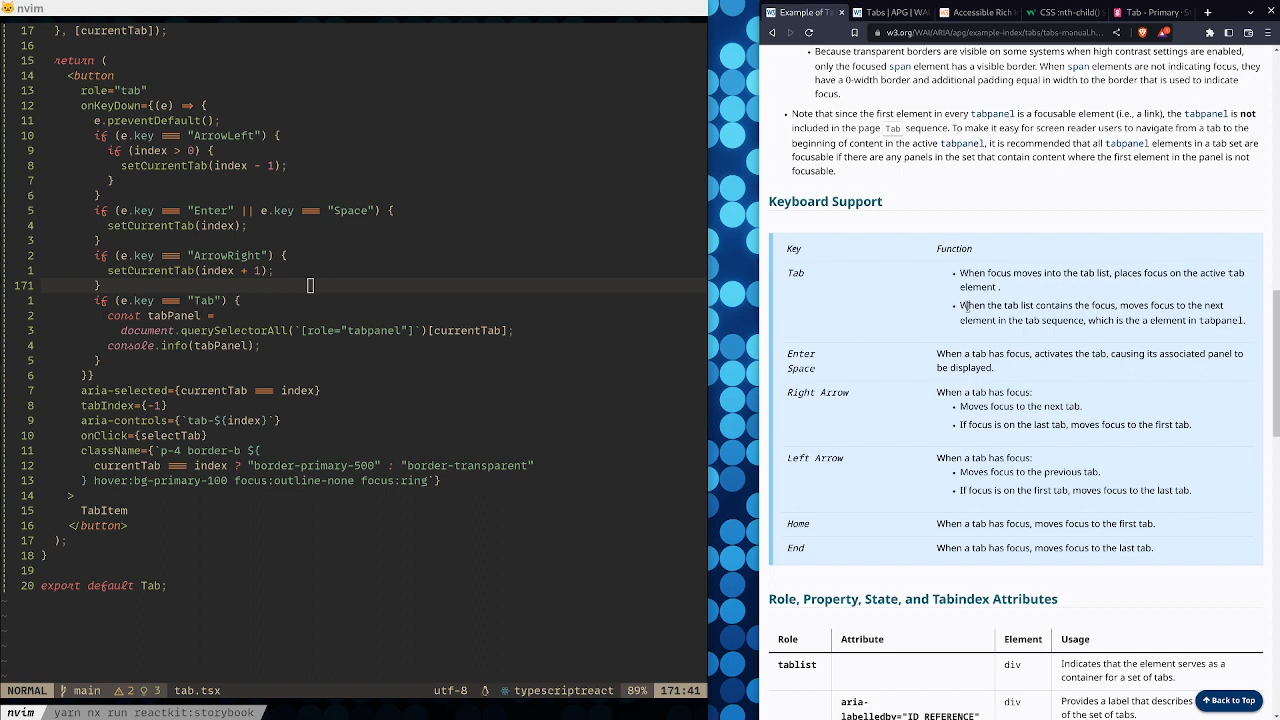 nvim
17 }, [currentTab]);
16
15 return (
14 <button
13 role="tab"
12 onKeyDown={(e) => {
11 e.preventDefault();
10 if (e.key === "ArrowLeft") {
9 if (index > 0) {
8 setCurrentTab(index - 1);
7 }
6 }
5 if (e.key === "Enter" || e.key === "Space") {
4 setCurrentTab(index);
3 }
2 if (e.key === "ArrowRight") {
1 setCurrentTab(index + 1);
171 }
1 if (e.key === "Tab") {
2 const tabPanel =
3 document.querySelectorAll(`[role="tabpanel"]`)[currentTab];
4 console.info(tabPanel);
5 }
6 }}
7 aria-selected={currentTab === index}
8 tabIndex={-1}
9 aria-controls={`tab-${index}`}
10 onClick={selectTab}
11 className={`p-4 border-b ${
12 currentTab === index ? "border-primary-500" : "border-transparent"
13 } hover:bg-primary-100 focus:outline-none focus:ring`}
14 >
15 TabItem
16 </button>
17 );
18 }
19
20 export default Tab;
~
~
~
~
~
~
NORMAL main 2 3 tab.tsx utf-8 typescriptreact 89% 171:41
nvim yarn nx run reactkit:storybook
Example of Ta Tabs | APG | W Accessible Rich CSS :nth-child() Tab - Primary
w3.org/WAI/ARIA/apg/example-index/tabs/tabs-manual.h...
Because transparent borders are visible on some systems when high contrast settings are enabled,
only the focused span element has a visible border. When span elements are not indicating focus, they
have a 0-width border and additional padding equal in width to the border that is used to indicate
focus.
Note that since the first element in every tabpanel is a focusable element (i.e., a link), the tabpanel is not
included in the page Tab sequence. To make it easy for screen reader users to navigate from a tab to the
beginning of content in the active tabpanel, it is recommended that all tabpanel elements in a tab set are
focusable if there are any panels in the set that contain content where the first element in the panel is not
focusable.
Keyboard Support
Key Function
Tab When focus moves into the tab list, places focus on the active tab
element .
When the tab list contains the focus, moves focus to the next
element in the tab sequence, which is the a element in tabpanel.
Enter When a tab has focus, activates the tab, causing its associated panel to
Space be displayed.
Right Arrow When a tab has focus:
Moves focus to the next tab.
If focus is on the last tab, moves focus to the first tab.
Left Arrow When a tab has focus:
Moves focus to the previous tab.
If focus is on the first tab, moves focus to the last tab.
Home When a tab has focus, moves focus to the first tab.
End When a tab has focus, moves focus to the last tab.
Role, Property, State, and Tabindex Attributes
Role Attribute Element Usage
tablist div Indicates that the element serves as a
container for a set of tabs.
aria- div Provides a label that describes
labelledby="ID_REFERENCE" of the set of tabs.
Back to Top